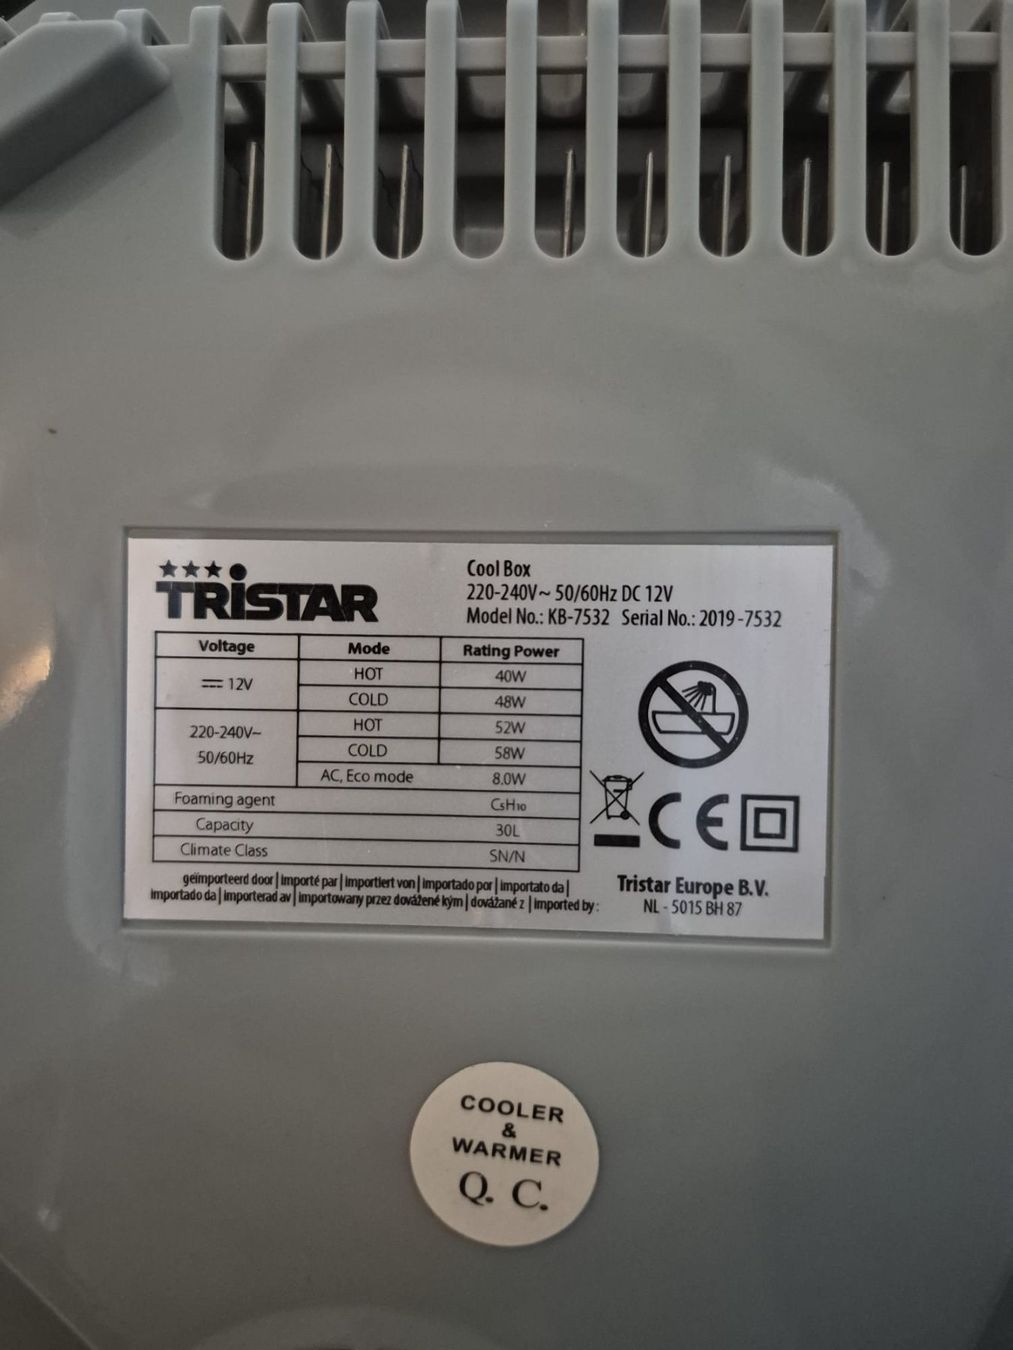 TRiSTAR
Cool Box
220-240V~ 50/60Hz DC 12V
Model No.: KB-7532 Serial No.: 2019-7532
Voltage Mode Rating Power
12V HOT 40W
COLD 48W
220-240V~ 50/60Hz HOT 52W
COLD 58W
AC, Eco mode 8.0W
Foaming agent C₅H₁₀
Capacity 30L
Climate Class SN/N
geïmporteerd door | importé par | importiert von | importado por | importato da |
importado da | importerad av | importowany przez dovážené kým | dovážané z | imported by :
CE
Tristar Europe B.V.
NL - 5015 BH 87
COOLER
&
WARMER
Q. C.